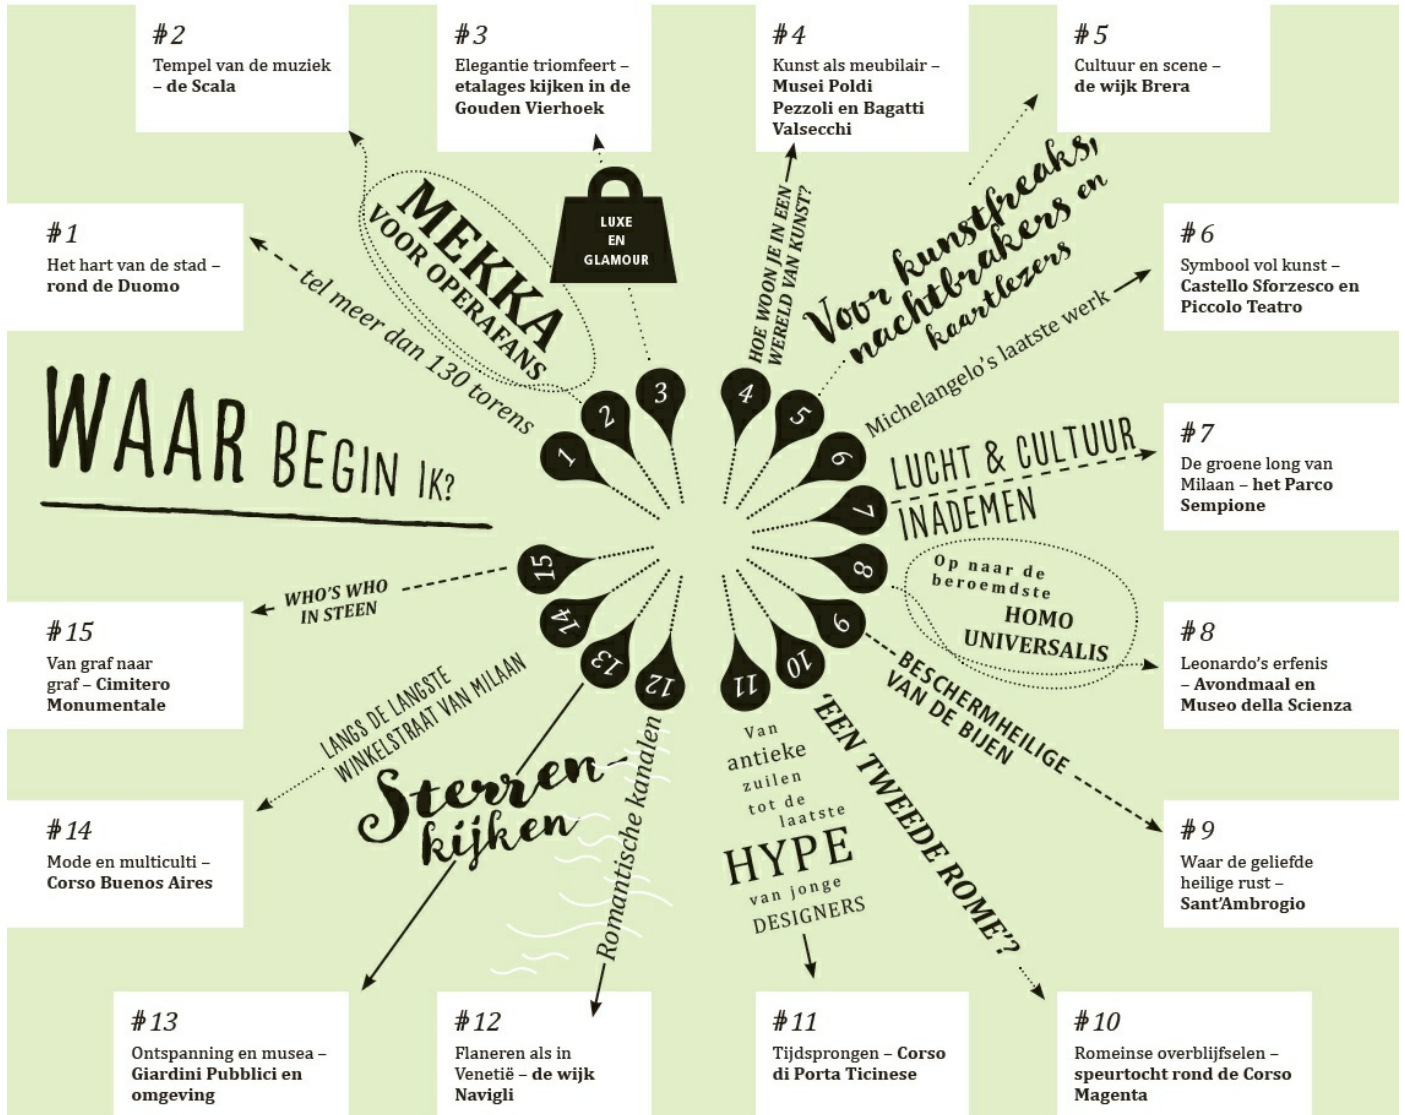 #2
Tempel van de muziek
– de Scala
#3
Elegantie triomfeert –
etalages kijken in de
Gouden Vierhoek
#4
Kunst als meubilair –
Musei Poldi
Pezzoli en Bagatti
Valsecchi
#5
Cultuur en scene –
de wijk Brera
#1
Het hart van de stad –
rond de Duomo
tel meer dan 130 torens
MEKKA
VOOR OPERAFANS
LUXE
EN
GLAMOUR
HOE WOON JE IN EEN
WERELD VAN KUNST?
Voor kunstfreaks,
nachtbrakers en
kaartlezers
Michelangelo's laatste werk
#6
Symbool vol kunst –
Castello Sforzesco en
Piccolo Teatro
WAAR BEGIN IK?
1
2
3
4
5
6
7
8
9
10
11
12
13
14
15
LUCHT & CULTUUR
INADEMEN
#7
De groene long van
Milaan – het Parco
Sempione
Op naar de
beroemdste
HOMO
UNIVERSALIS
#8
Leonardo's erfenis
– Avondmaal en
Museo della Scienza
WHO'S WHO
IN STEEN
#15
Van graf naar
graf – Cimitero
Monumentale
BESCHERMHEILIGE
VAN DE BIJEN
#9
Waar de geliefde
heilige rust –
Sant'Ambrogio
LANGS DE LANGSTE
WINKELSTRAAT VAN MILAAN
#14
Mode en multiculti –
Corso Buenos Aires
Sterren-
kijken
Romantische kanalen
Van
antieke
zuilen
tot de
laatste
HYPE
van jonge
DESIGNERS
'EEN TWEEDE ROME'?
#13
Ontspanning en musea –
Giardini Pubblici en
omgeving
#12
Flaneren als in
Venetië – de wijk
Navigli
#11
Tijdsprongen – Corso
di Porta Ticinese
#10
Romeinse overblijfselen –
speurtocht rond de Corso
Magenta